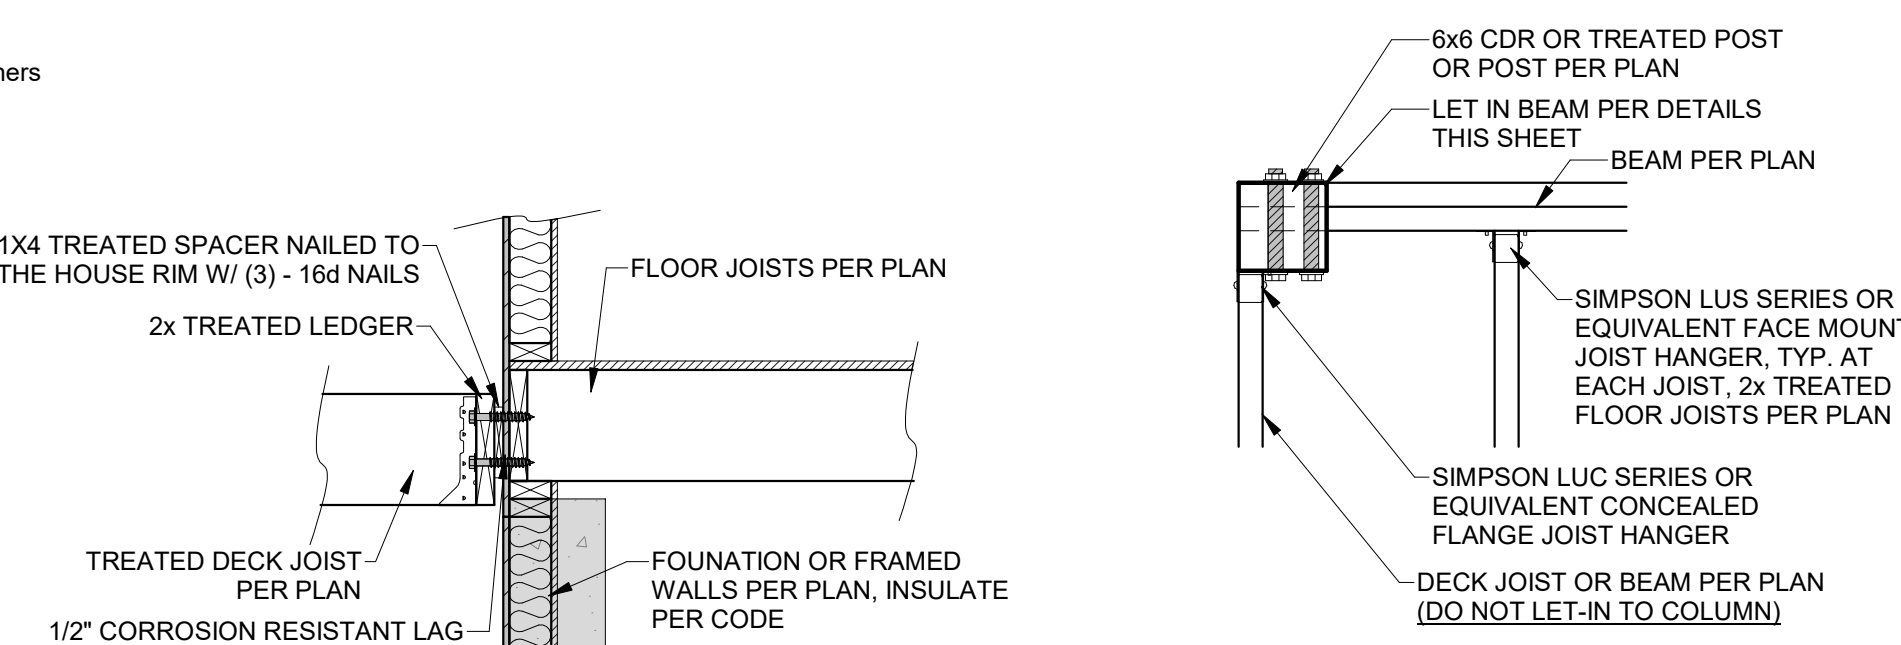 1X4 TREATED SPACER NAILED TO
THE HOUSE RIM W/ (3) - 16d NAILS
2x TREATED LEDGER
FLOOR JOISTS PER PLAN
TREATED DECK JOIST
PER PLAN
1/2" CORROSION RESISTANT LAG
FOUNATION OR FRAMED
WALLS PER PLAN, INSULATE
PER CODE
6x6 CDR OR TREATED POST
OR POST PER PLAN
LET IN BEAM PER DETAILS
THIS SHEET
BEAM PER PLAN
SIMPSON LUS SERIES OR
EQUIVALENT FACE MOUNT
JOIST HANGER, TYP. AT
EACH JOIST, 2x TREATED
FLOOR JOISTS PER PLAN
SIMPSON LUC SERIES OR
EQUIVALENT CONCEALED
FLANGE JOIST HANGER
DECK JOIST OR BEAM PER PLAN
(DO NOT LET-IN TO COLUMN)